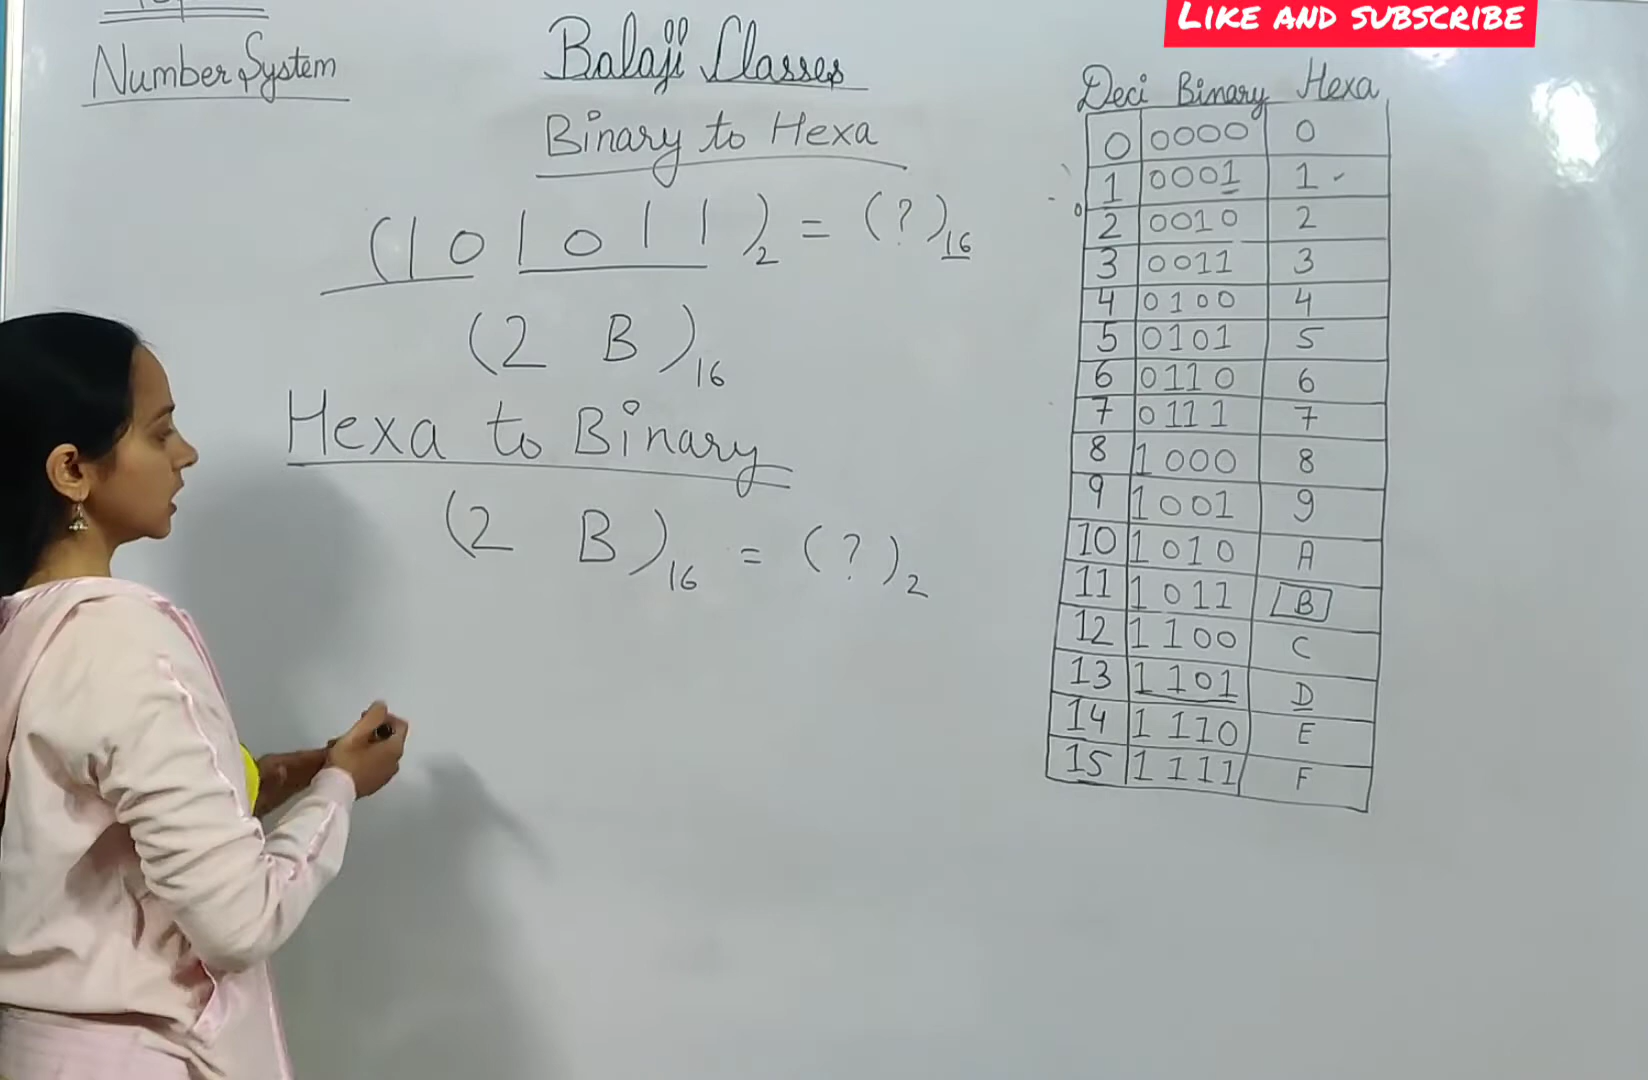 LIKE AND SUBSCRIBE
Number System
Balaji Classes
Binary to Hexa
(101011)₂ = (?)₁₆
(2 B)₁₆
Hexa to Binary
(2 B)₁₆ = (?)₂
Deci Binary Hexa
0 0000 0
1 0001 1
2 0010 2
3 0011 3
4 0100 4
5 0101 5
6 0110 6
7 0111 7
8 1000 8
9 1001 9
10 1010 A
11 1011 B
12 1100 C
13 1101 D
14 1110 E
15 1111 F